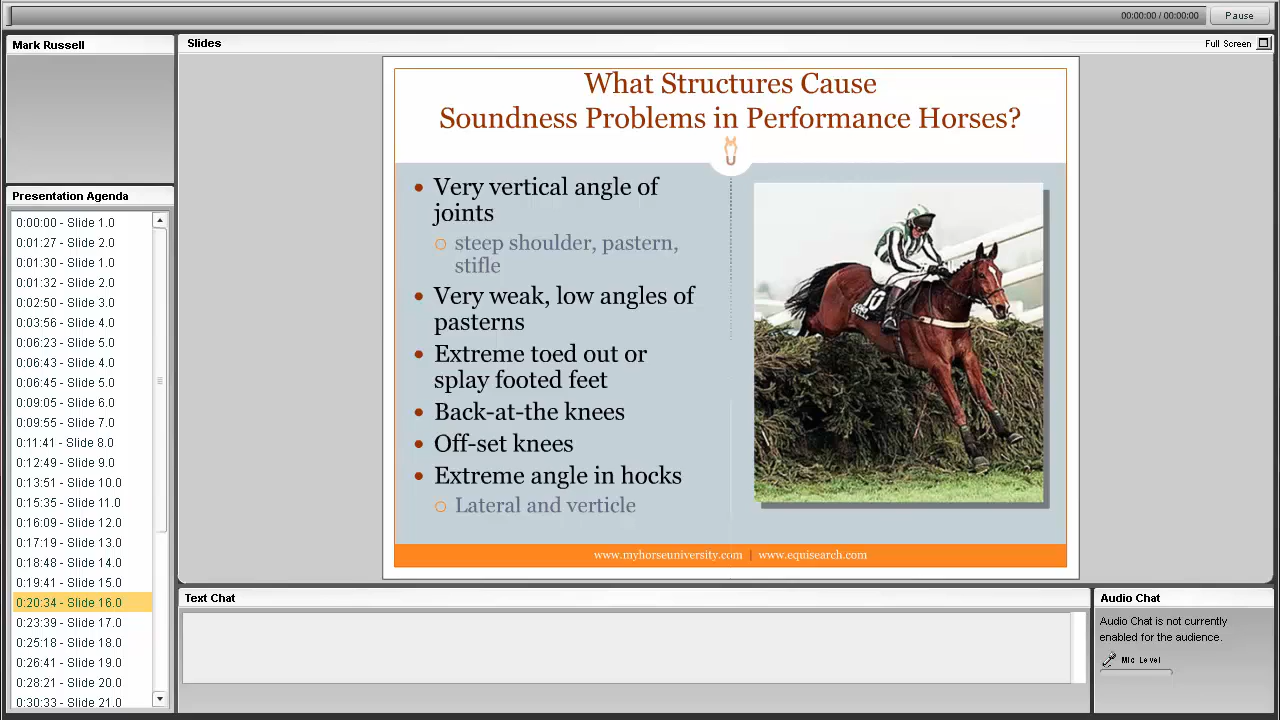 00:00:00 / 00:00:00
Pause
Mark Russell
Slides
Full Screen
What Structures Cause
Soundness Problems in Performance Horses?
Very vertical angle of
joints
steep shoulder, pastern,
stifle
Very weak, low angles of
pasterns
Extreme toed out or
splay footed feet
Back-at-the knees
Off-set knees
Extreme angle in hocks
Lateral and verticle
10
www.myhorseuniversity.com | www.equisearch.com
Presentation Agenda
0:00:00 - Slide 1.0
0:01:27 - Slide 2.0
0:01:30 - Slide 1.0
0:01:32 - Slide 2.0
0:02:50 - Slide 3.0
0:03:56 - Slide 4.0
0:06:23 - Slide 5.0
0:06:43 - Slide 4.0
0:06:45 - Slide 5.0
0:09:05 - Slide 6.0
0:09:55 - Slide 7.0
0:11:41 - Slide 8.0
0:12:49 - Slide 9.0
0:13:51 - Slide 10.0
0:15:35 - Slide 11.0
0:16:09 - Slide 12.0
0:17:19 - Slide 13.0
0:18:48 - Slide 14.0
0:19:41 - Slide 15.0
0:20:34 - Slide 16.0
0:23:39 - Slide 17.0
0:25:18 - Slide 18.0
0:26:41 - Slide 19.0
0:28:21 - Slide 20.0
0:30:33 - Slide 21.0
Text Chat
Audio Chat
Audio Chat is not currently
enabled for the audience.
Mic Level